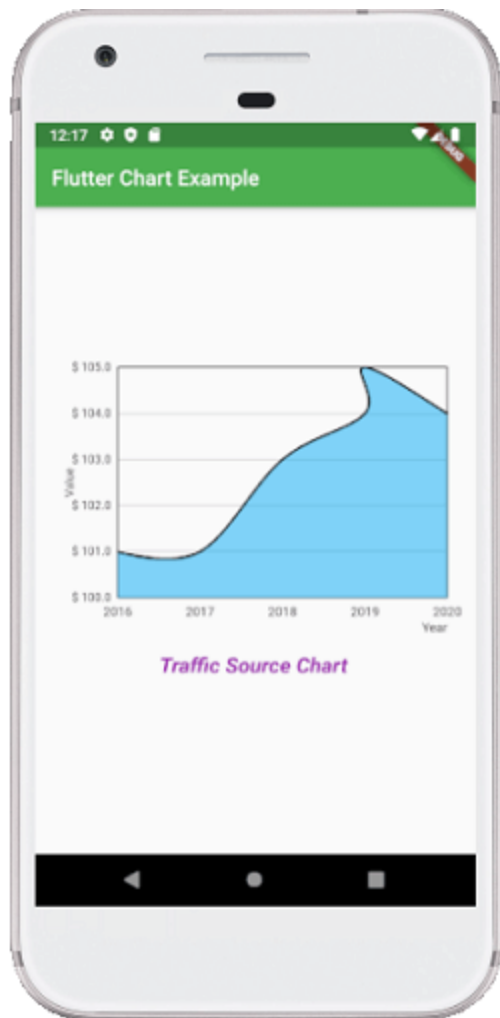 12:17
DEBUG
Flutter Chart Example
$ 105.0
$ 104.0
$ 103.0
$ 102.0
$ 101.0
$ 100.0
Value
2016 2017 2018 2019 2020
Year
Traffic Source Chart